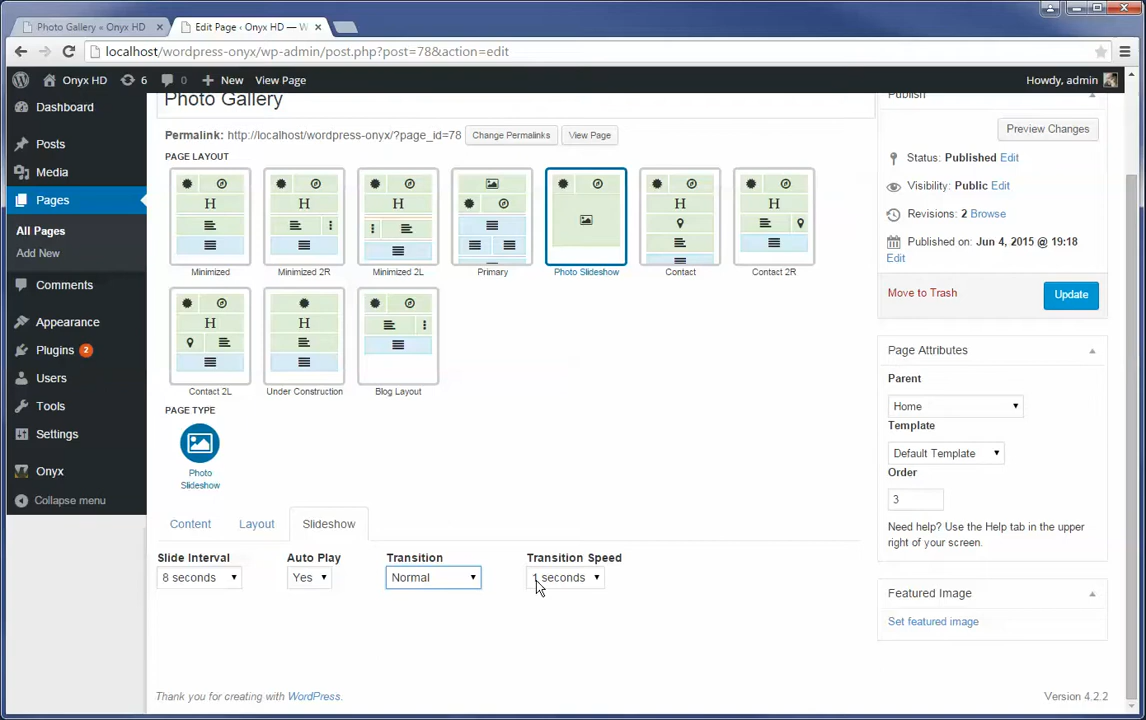 Photo Gallery « Onyx HD
Edit Page ‹ Onyx HD — W
localhost/wordpress-onyx/wp-admin/post.php?post=78&action=edit
Onyx HD
6
0
New
View Page
Howdy, admin
Dashboard
Posts
Media
Pages
All Pages
Add New
Comments
Appearance
Plugins 2
Users
Tools
Settings
Onyx
Collapse menu
Photo Gallery
Permalink: http://localhost/wordpress-onyx/?page_id=78
Change Permalinks
View Page
PAGE LAYOUT
H
H
H
H
H
Minimized
Minimized 2R
Minimized 2L
Primary
Photo Slideshow
Contact
Contact 2R
H
H
Contact 2L
Under Construction
Blog Layout
PAGE TYPE
Photo
Slideshow
Content
Layout
Slideshow
Slide Interval
Auto Play
Transition
Transition Speed
8 seconds
Yes
Normal
1 seconds
Thank you for creating with WordPress.
Version 4.2.2
Publish
Preview Changes
Status: Published Edit
Visibility: Public Edit
Revisions: 2 Browse
Published on: Jun 4, 2015 @ 19:18
Edit
Move to Trash
Update
Page Attributes
Parent
Home
Template
Default Template
Order
3
Need help? Use the Help tab in the upper
right of your screen.
Featured Image
Set featured image